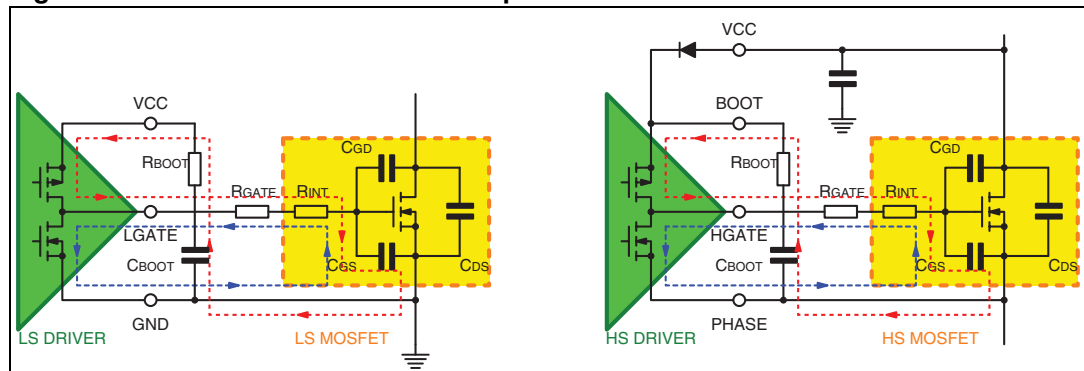 VCC
RBOOT
CGD
RGATE
RINT
LGATE
CBOOT
CGS
CDS
GND
LS DRIVER
LS MOSFET
VCC
BOOT
RBOOT
CGD
RGATE
RINT
HGATE
CBOOT
CGS
CDS
PHASE
HS DRIVER
HS MOSFET